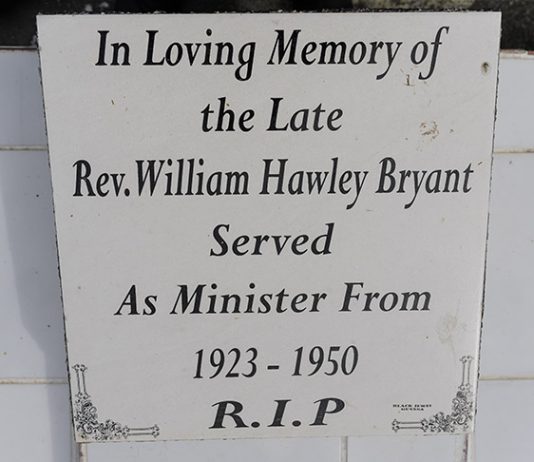 In Loving Memory of
the Late
Rev. William Hawley Bryant
Served
As Minister From
1923 - 1950
R.I.P